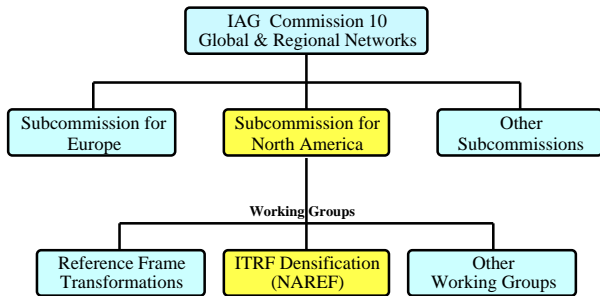 IAG Commission 10
Global & Regional Networks
Subcommission for
Europe
Subcommission for
North America
Other
Subcommissions
Working Groups
Reference Frame
Transformations
ITRF Densification
(NAREF)
Other
Working Groups